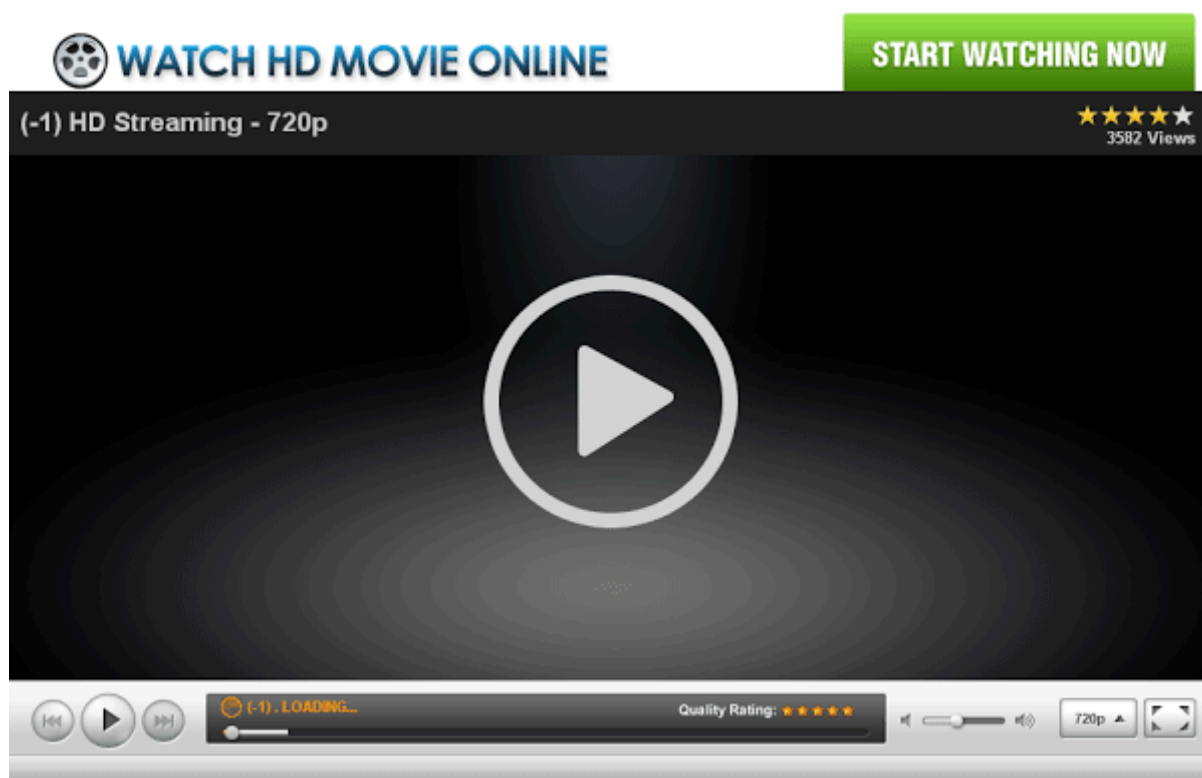 WATCH HD MOVIE ONLINE
START WATCHING NOW
(-1) HD Streaming - 720p
3582 Views
(-1) . LOADING...
Quality Rating:
720p